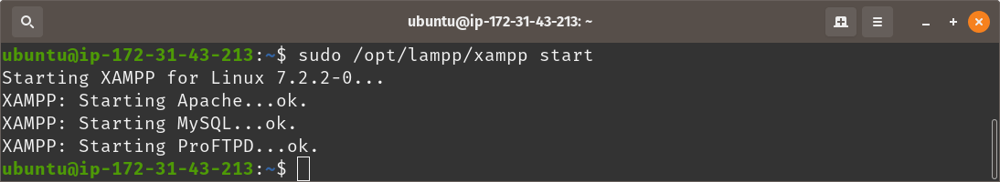 ubuntu@ip-172-31-43-213: ~
ubuntu@ip-172-31-43-213:~$ sudo /opt/lampp/xampp start
Starting XAMPP for Linux 7.2.2-0...
XAMPP: Starting Apache...ok.
XAMPP: Starting MySQL...ok.
XAMPP: Starting ProFTPD...ok.
ubuntu@ip-172-31-43-213:~$